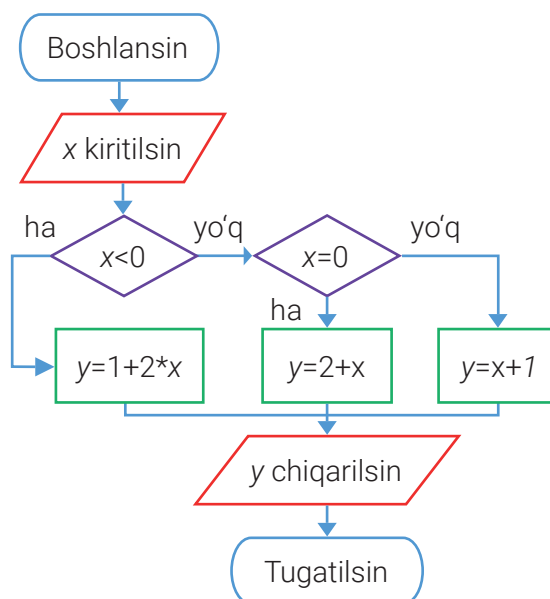 Boshlansin
x kiritilsin
ha
x<0
yo‘q
x=0
yo‘q
ha
y=1+2*x
y=2+x
y=x+1
y chiqarilsin
Tugatilsin